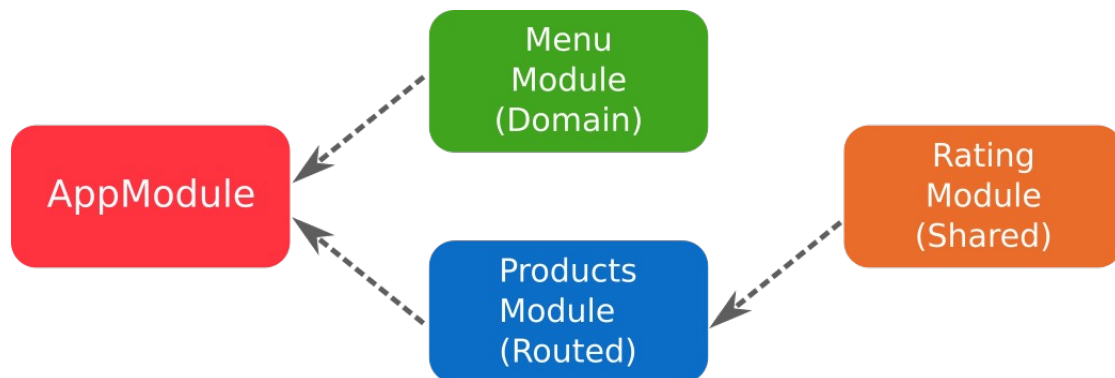 Menu
Module
(Domain)
AppModule
Rating
Module
(Shared)
Products
Module
(Routed)